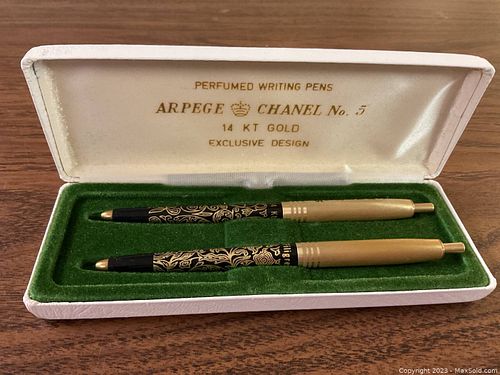 PERFUMED WRITING PENS
ARPEGE CHANEL No. 5
14 KT GOLD
EXCLUSIVE DESIGN
Copyright 2023 - MaxSold.com